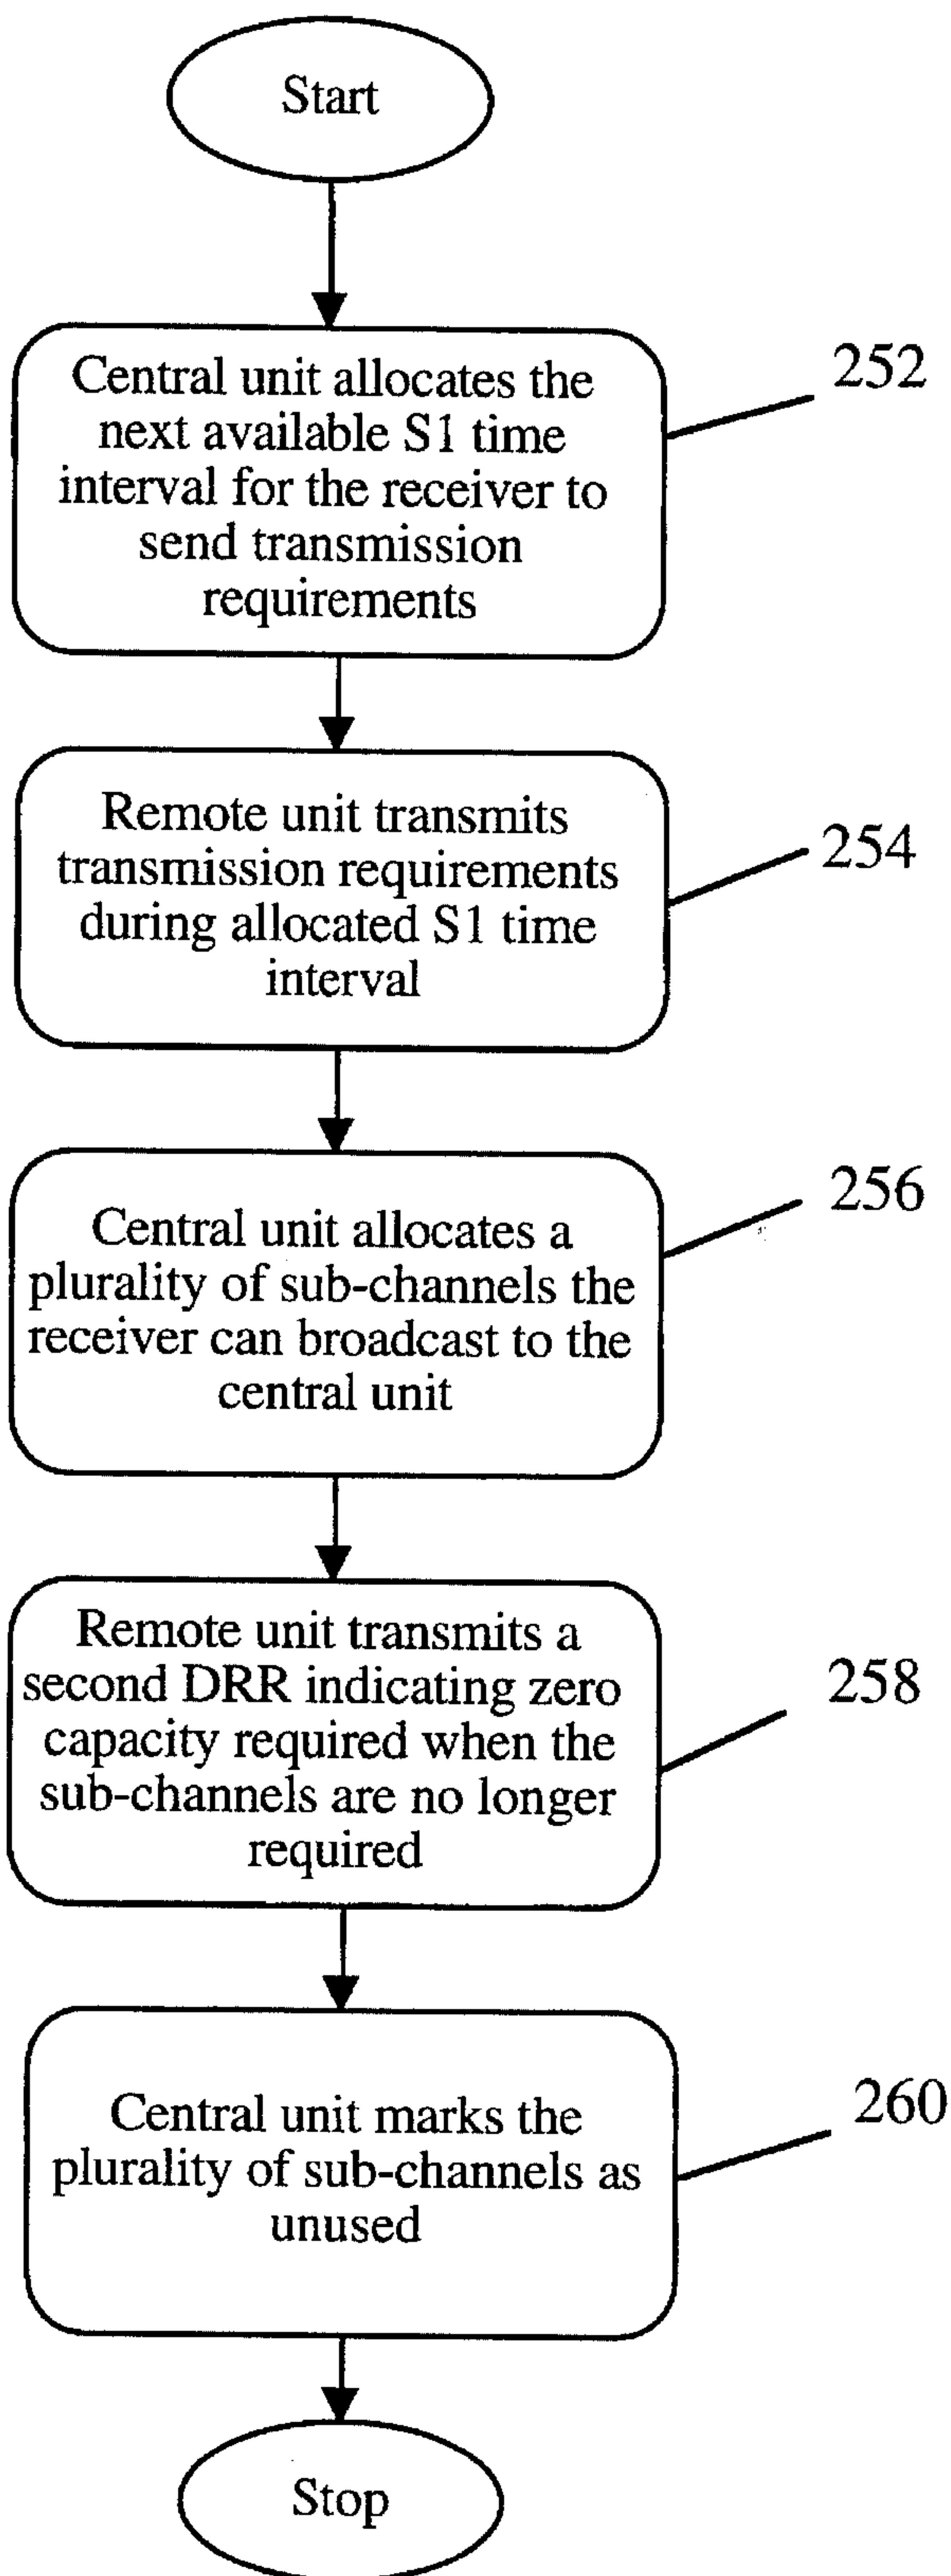 Start
Central unit allocates the
next available S1 time
interval for the receiver to
send transmission
requirements
252
Remote unit transmits
transmission requirements
during allocated S1 time
interval
254
Central unit allocates a
plurality of sub-channels the
receiver can broadcast to the
central unit
256
Remote unit transmits a
second DRR indicating zero
capacity required when the
sub-channels are no longer
required
258
Central unit marks the
plurality of sub-channels as
unused
260
Stop